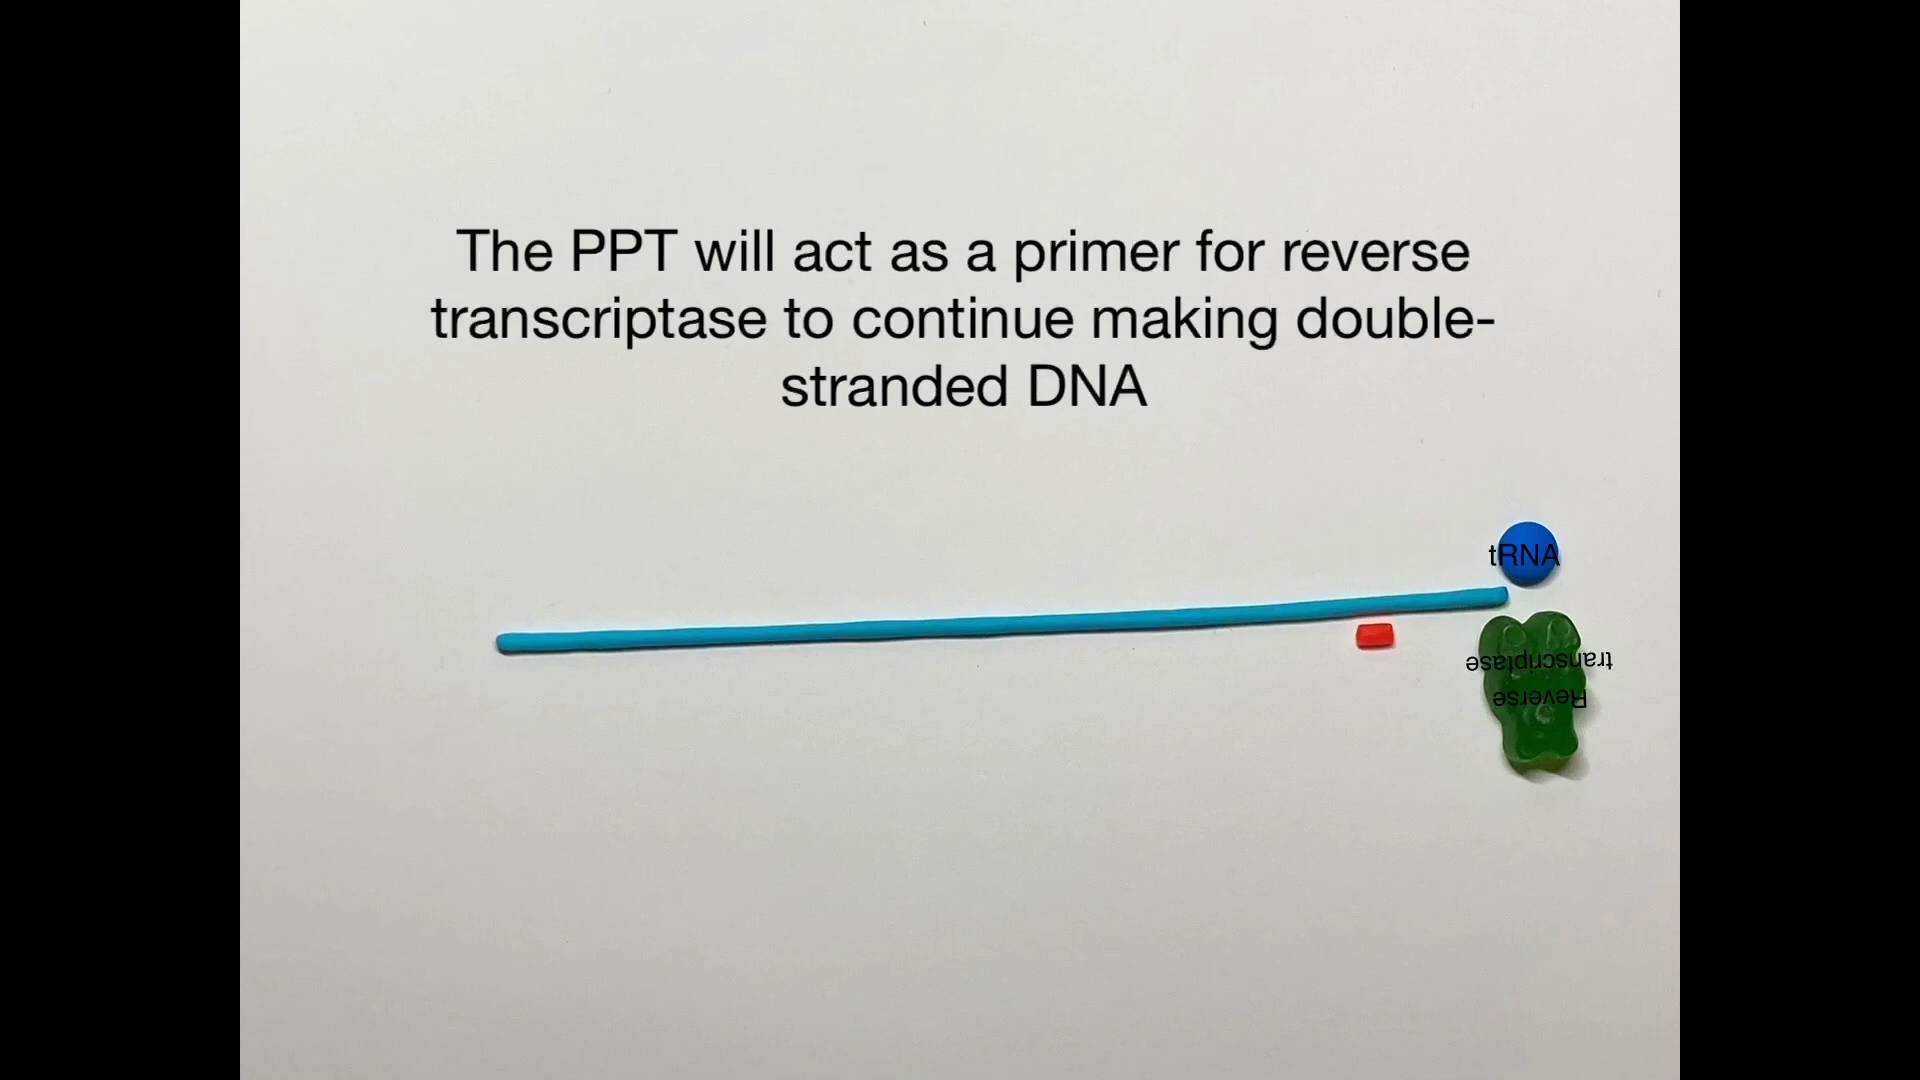 The PPT will act as a primer for reverse
transcriptase to continue making double-
stranded DNA
tRNA
Reverse
transcriptase